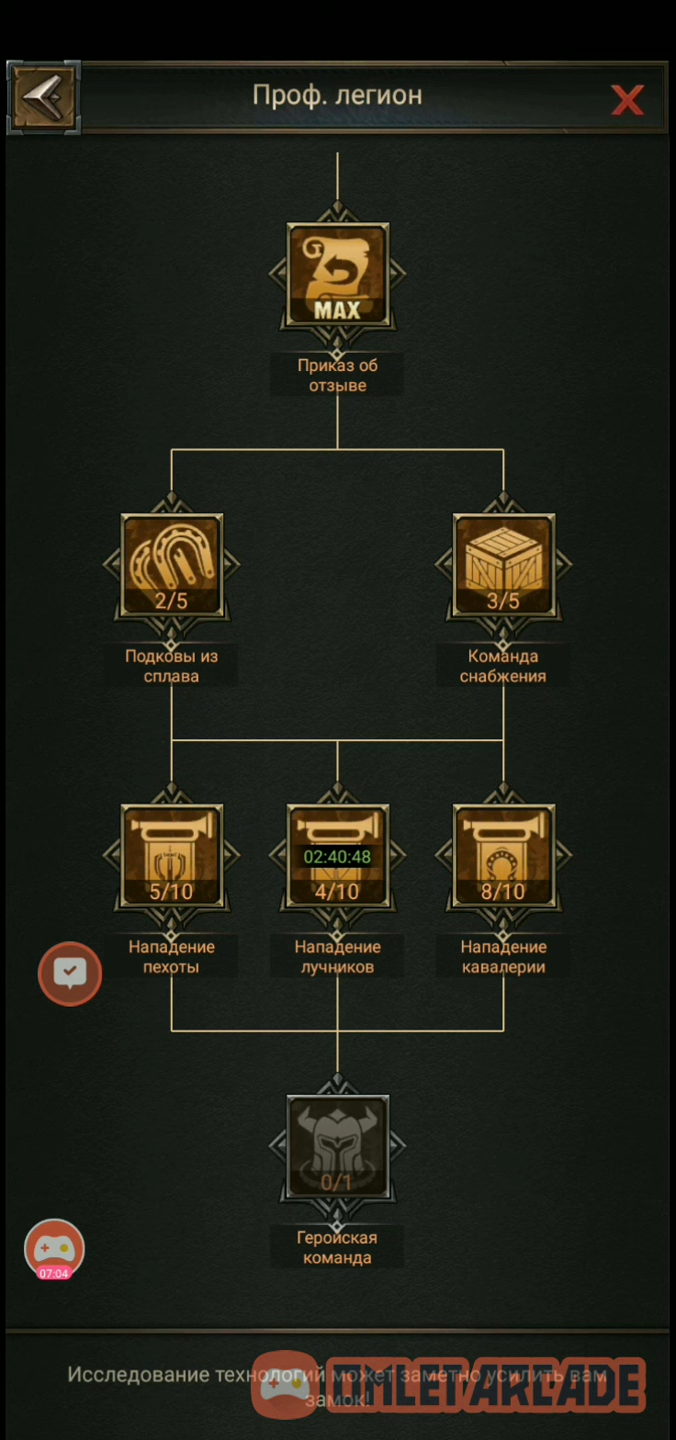 Проф. легион
MAX
Приказ об
отзыве
2/5
3/5
Подковы из
сплава
Команда
снабжения
02:40:48
5/10
4/10
8/10
Нападение
пехоты
Нападение
лучников
Нападение
кавалерии
0/1
Геройская
команда
07:04
Исследование технологий может заметно усилить вам
замок!
OMLET ARCADE